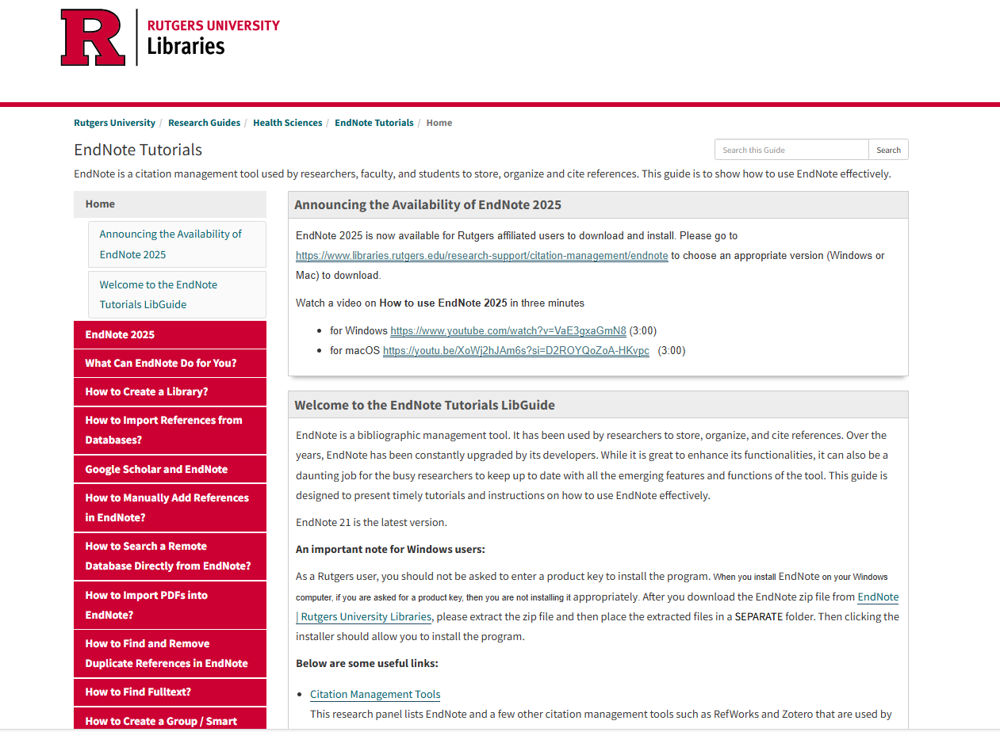 RUTGERS UNIVERSITY
Libraries
Rutgers University / Research Guides / Health Sciences / EndNote Tutorials / Home
EndNote Tutorials
Search this Guide
Search
EndNote is a citation management tool used by researchers, faculty, and students to store, organize and cite references. This guide is to show how to use EndNote effectively.
Home
Announcing the Availability of
EndNote 2025
Welcome to the EndNote
Tutorials LibGuide
EndNote 2025
What Can EndNote Do for You?
How to Create a Library?
How to Import References from
Databases?
Google Scholar and EndNote
How to Manually Add References
in EndNote?
How to Search a Remote
Database Directly from EndNote?
How to Import PDFs into
EndNote?
How to Find and Remove
Duplicate References in EndNote
How to Find Fulltext?
How to Create a Group / Smart
Announcing the Availability of EndNote 2025
EndNote 2025 is now available for Rutgers affiliated users to download and install. Please go to
https://www.libraries.rutgers.edu/research-support/citation-management/endnote to choose an appropriate version (Windows or
Mac) to download.
Watch a video on How to use EndNote 2025 in three minutes
• for Windows https://www.youtube.com/watch?v=VaE3gxaGmN8 (3:00)
• for macOS https://youtu.be/XoWj2hJAm6s?si=D2ROYQoZoA-HKvpc (3:00)
Welcome to the EndNote Tutorials LibGuide
EndNote is a bibliographic management tool. It has been used by researchers to store, organize, and cite references. Over the
years, EndNote has been constantly upgraded by its developers. While it is great to enhance its functionalities, it can also be a
daunting job for the busy researchers to keep up to date with all the emerging features and functions of the tool. This guide is
designed to present timely tutorials and instructions on how to use EndNote effectively.
EndNote 21 is the latest version.
An important note for Windows users:
As a Rutgers user, you should not be asked to enter a product key to install the program. When you install EndNote on your Windows
computer, if you are asked for a product key, then you are not installing it appropriately. After you download the EndNote zip file from EndNote
| Rutgers University Libraries, please extract the zip file and then place the extracted files in a SEPARATE folder. Then clicking the
installer should allow you to install the program.
Below are some useful links:
• Citation Management Tools
This research panel lists EndNote and a few other citation management tools such as RefWorks and Zotero that are used by